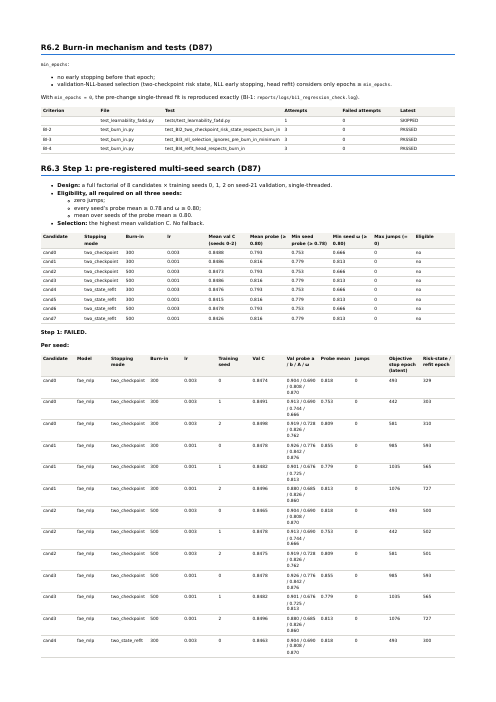 R6.2 Burn-in mechanism and tests (D87)
min_epochs:
no early stopping before that epoch;
validation-NLL-based selection (two-checkpoint risk state, NLL early stopping, head refit) considers only epochs ≥ min_epochs.
With min_epochs = 0, the pre-change single-thread fit is reproduced exactly (BI-1: reports/logs/bi1_regression_check.log).
Criterion File Test Attempts Failed attempts Latest
test_learnability_fadd.py tests/test_learnability_fadd.py 1 0 SKIPPED
BI-2 test_burn_in.py test_BI2_two_checkpoint_risk_state_respects_burn_in 3 0 PASSED
BI-3 test_burn_in.py test_BI3_nll_selection_ignores_pre_burn_in_minimum 3 0 PASSED
BI-4 test_burn_in.py test_BI4_refit_head_respects_burn_in 3 0 PASSED
R6.3 Step 1: pre-registered multi-seed search (D87)
Design: a full factorial of 8 candidates × training seeds 0, 1, 2 on seed-21 validation, single-threaded.
Eligibility, all required on all three seeds:
zero jumps;
every seed's probe mean ≥ 0.78 and ω ≥ 0.80;
mean over seeds of the probe mean ≥ 0.80.
Selection: the highest mean validation C. No fallback.
Candidate Stopping mode Burn-in lr Mean val C (seeds 0-2) Mean probe (≥ 0.80) Min seed probe (≥ 0.78) Min seed ω (≥ 0.80) Max jumps (= 0) Eligible
cand0 two_checkpoint 300 0.003 0.8488 0.793 0.753 0.666 0 no
cand1 two_checkpoint 300 0.001 0.8486 0.816 0.779 0.813 0 no
cand2 two_checkpoint 500 0.003 0.8473 0.793 0.753 0.666 0 no
cand3 two_checkpoint 500 0.001 0.8486 0.816 0.779 0.813 0 no
cand4 two_state_refit 300 0.003 0.8476 0.793 0.753 0.666 0 no
cand5 two_state_refit 300 0.001 0.8415 0.816 0.779 0.813 0 no
cand6 two_state_refit 500 0.003 0.8478 0.793 0.753 0.666 0 no
cand7 two_state_refit 500 0.001 0.8426 0.816 0.779 0.813 0 no
Step 1: FAILED.
Per seed:
Candidate Model Stopping mode Burn-in lr Training seed Val C Val probe a / b / A / ω Probe mean Jumps Objective stop epoch (latent) Risk-state / refit epoch
cand0 fae_mlp two_checkpoint 300 0.003 0 0.8474 0.904 / 0.690 / 0.808 / 0.870 0.818 0 493 329
cand0 fae_mlp two_checkpoint 300 0.003 1 0.8491 0.913 / 0.690 / 0.744 / 0.666 0.753 0 442 303
cand0 fae_mlp two_checkpoint 300 0.003 2 0.8498 0.919 / 0.728 / 0.826 / 0.762 0.809 0 581 310
cand1 fae_mlp two_checkpoint 300 0.001 0 0.8478 0.926 / 0.776 / 0.842 / 0.876 0.855 0 985 593
cand1 fae_mlp two_checkpoint 300 0.001 1 0.8482 0.901 / 0.676 / 0.725 / 0.813 0.779 0 1035 565
cand1 fae_mlp two_checkpoint 300 0.001 2 0.8496 0.880 / 0.685 / 0.826 / 0.860 0.813 0 1076 727
cand2 fae_mlp two_checkpoint 500 0.003 0 0.8465 0.904 / 0.690 / 0.808 / 0.870 0.818 0 493 500
cand2 fae_mlp two_checkpoint 500 0.003 1 0.8478 0.913 / 0.690 / 0.744 / 0.666 0.753 0 442 502
cand2 fae_mlp two_checkpoint 500 0.003 2 0.8475 0.919 / 0.728 / 0.826 / 0.762 0.809 0 581 501
cand3 fae_mlp two_checkpoint 500 0.001 0 0.8478 0.926 / 0.776 / 0.842 / 0.876 0.855 0 985 593
cand3 fae_mlp two_checkpoint 500 0.001 1 0.8482 0.901 / 0.676 / 0.725 / 0.813 0.779 0 1035 565
cand3 fae_mlp two_checkpoint 500 0.001 2 0.8496 0.880 / 0.685 / 0.826 / 0.860 0.813 0 1076 727
cand4 fae_mlp two_state_refit 300 0.003 0 0.8463 0.904 / 0.690 / 0.808 / 0.870 0.818 0 493 300